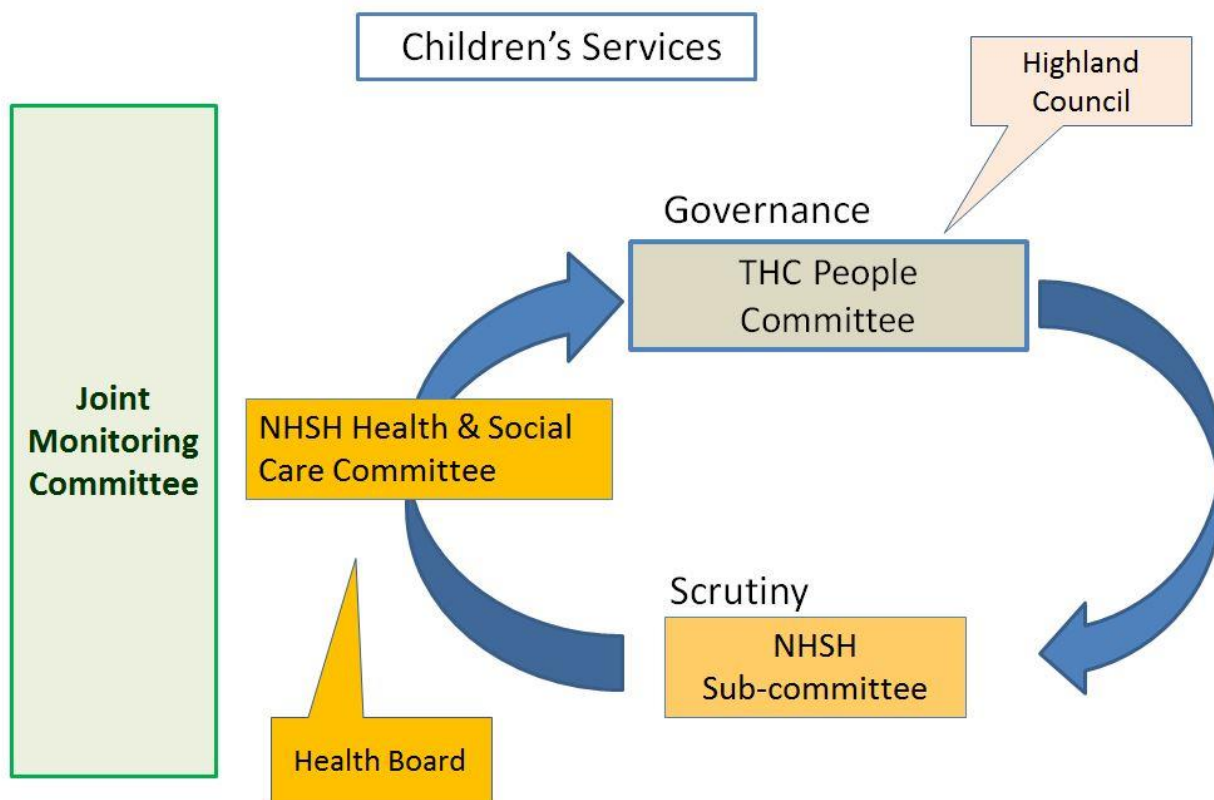 Children’s Services
Highland
Council
Governance
THC People
Committee
Joint
Monitoring
Committee
NHSH Health & Social
Care Committee
Scrutiny
NHSH
Sub-committee
Health Board